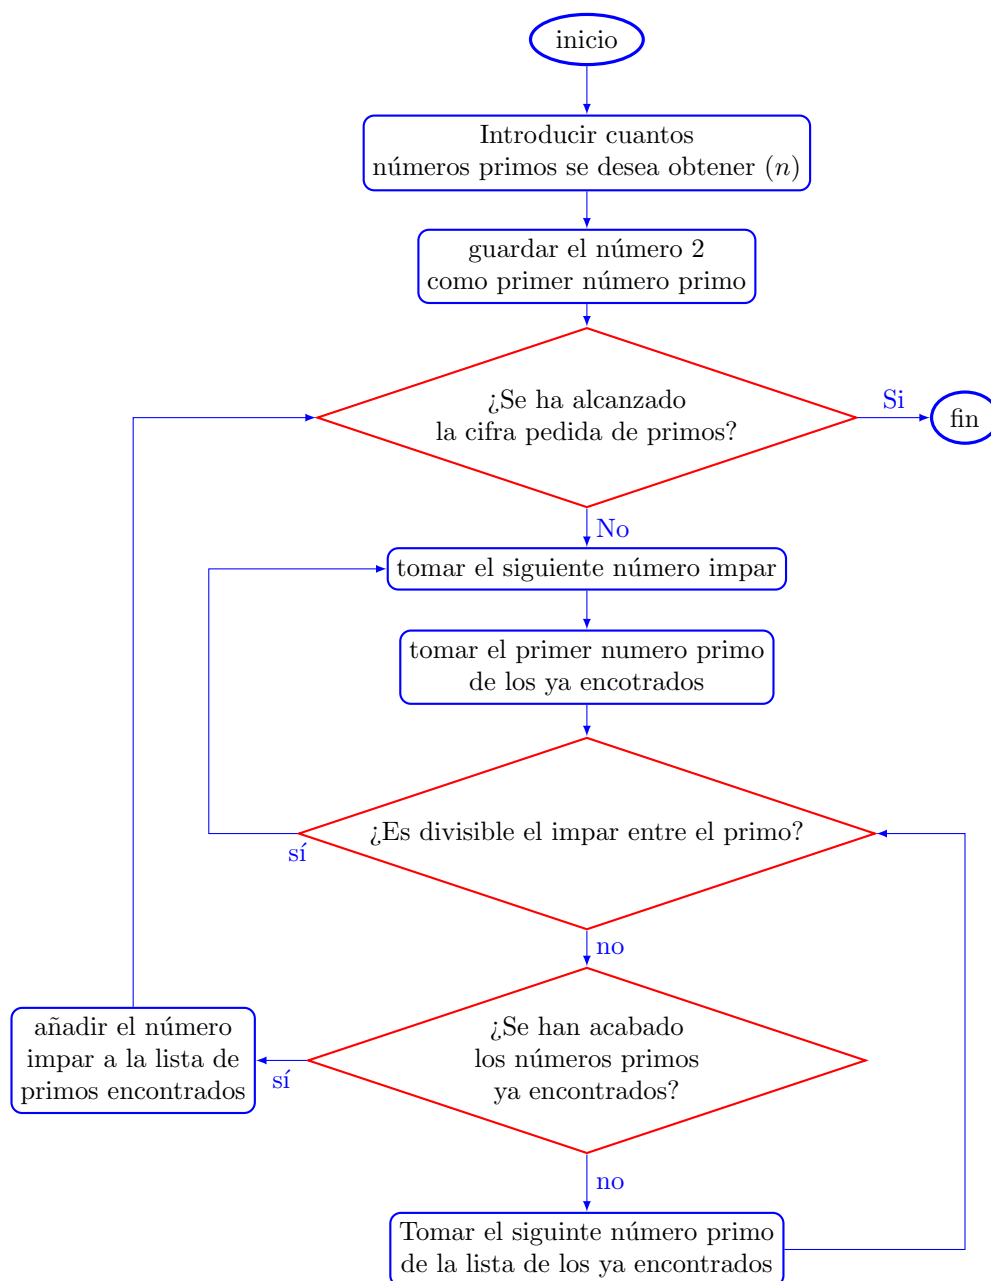 inicio
Introducir cuantos
números primos se desea obtener (n)
guardar el número 2
como primer número primo
¿Se ha alcanzado
la cifra pedida de primos?
Si
fin
No
tomar el siguiente número impar
tomar el primer numero primo
de los ya encotrados
¿Es divisible el impar entre el primo?
sí
no
¿Se han acabado
los números primos
ya encontrados?
sí
añadir el número
impar a la lista de
primos encontrados
no
Tomar el siguinte número primo
de la lista de los ya encontrados